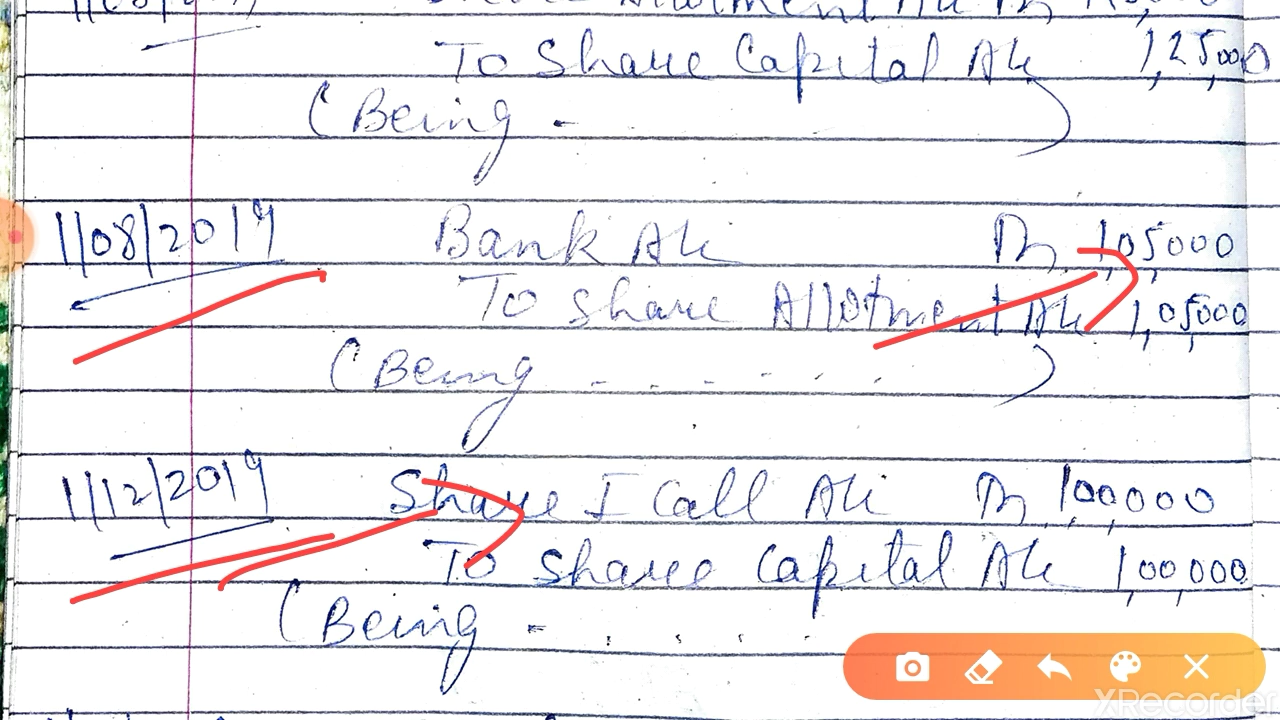 Allotment A/c Dr
To Share Capital A/c 1,25,000
(Being - )
1/08/2019 Bank A/c Dr 1,05,000
To Share Allotment A/c 1,05,000
(Being - - - - - - - )
1/12/2019 Share I Call A/c Dr 1,00,000
To Share Capital A/c 1,00,000
(Being - . . . .
XRecorder